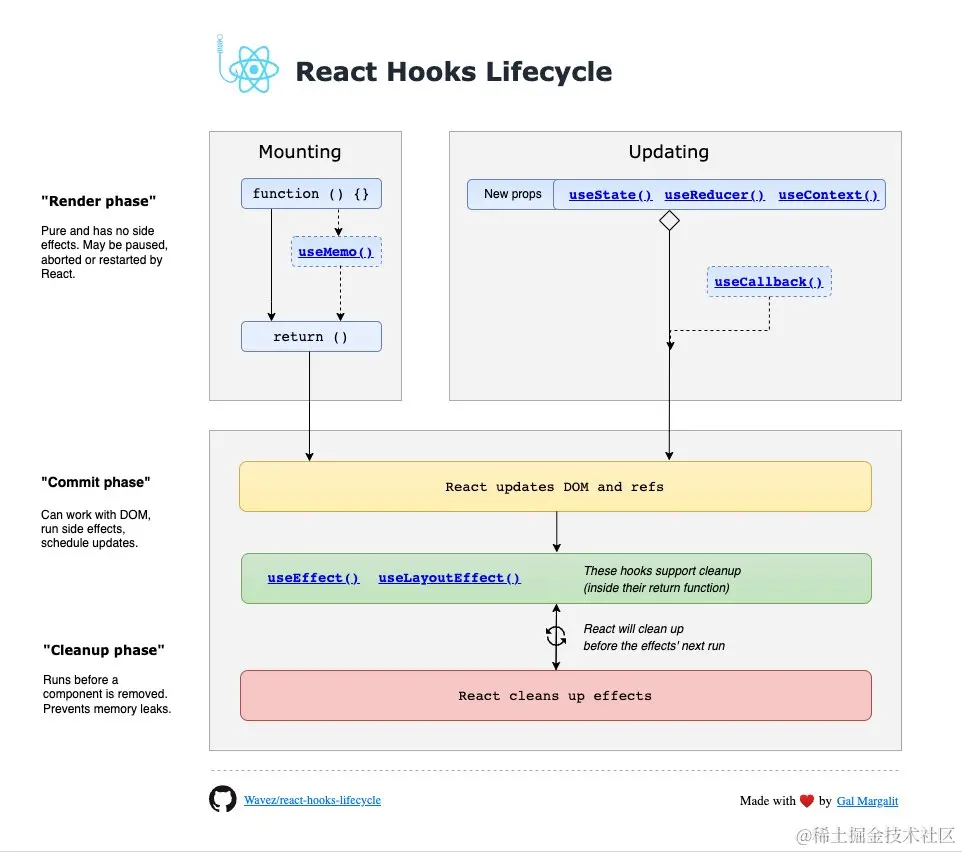 React Hooks Lifecycle
Mounting
Updating
"Render phase"
Pure and has no side
effects. May be paused,
aborted or restarted by
React.
function () {}
useMemo()
return ()
New props
useState() useReducer() useContext()
useCallback()
"Commit phase"
Can work with DOM,
run side effects,
schedule updates.
React updates DOM and refs
useEffect() useLayoutEffect()
These hooks support cleanup
(inside their return function)
React will clean up
before the effects' next run
"Cleanup phase"
Runs before a
component is removed.
Prevents memory leaks.
React cleans up effects
Wavez/react-hooks-lifecycle
Made with ❤️ by Gal Margalit
@稀土掘金技术社区